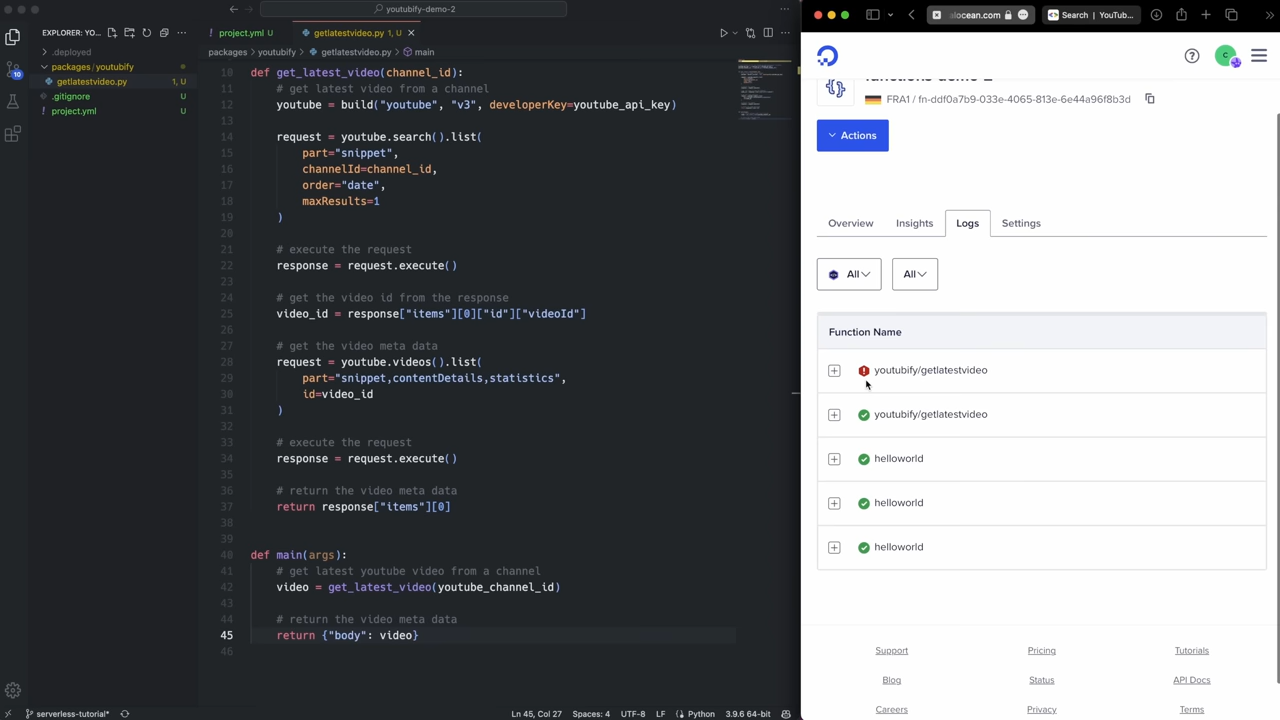 youtubify-demo-2
EXPLORER: YO...
project.yml M
getlatestvideo.py 1, U
packages > youtubify > getlatestvideo.py > main
.deployed
packages/youtubify
getlatestvideo.py 1, U
.gitignore
project.yml M
10 def get_latest_video(channel_id):
11 # get latest video from a channel
12 youtube = build("youtube", "v3", developerKey=youtube_api_key)
13
14 request = youtube.search().list(
15 part="snippet",
16 channelId=channel_id,
17 order="date",
18 maxResults=1
19 )
20
21 # execute the request
22 response = request.execute()
23
24 # get the video id from the response
25 video_id = response["items"][0]["id"]["videoId"]
26
27 # get the video meta data
28 request = youtube.videos().list(
29 part="snippet,contentDetails,statistics",
30 id=video_id
31 )
32
33 # execute the request
34 response = request.execute()
35
36 # return the video meta data
37 return response["items"][0]
38
39
40 def main(args):
41 # get latest youtube video from a channel
42 video = get_latest_video(youtube_channel_id)
43
44 # return the video meta data
45 return {"body": video}
46
10
serverless-tutorial*
Ln 45, Col 27
Spaces: 4
UTF-8
LF
Python
3.9.6 64-bit
alocean.com
Search | YouTub...
C
functions-demo-2
FRA1 / fn-ddf0a7b9-033e-4065-813e-6e44a96f8b3d
Actions
Overview
Insights
Logs
Settings
All
All
Function Name
youtubify/getlatestvideo
youtubify/getlatestvideo
helloworld
helloworld
helloworld
Support
Pricing
Tutorials
Blog
Status
API Docs
Careers
Privacy
Terms